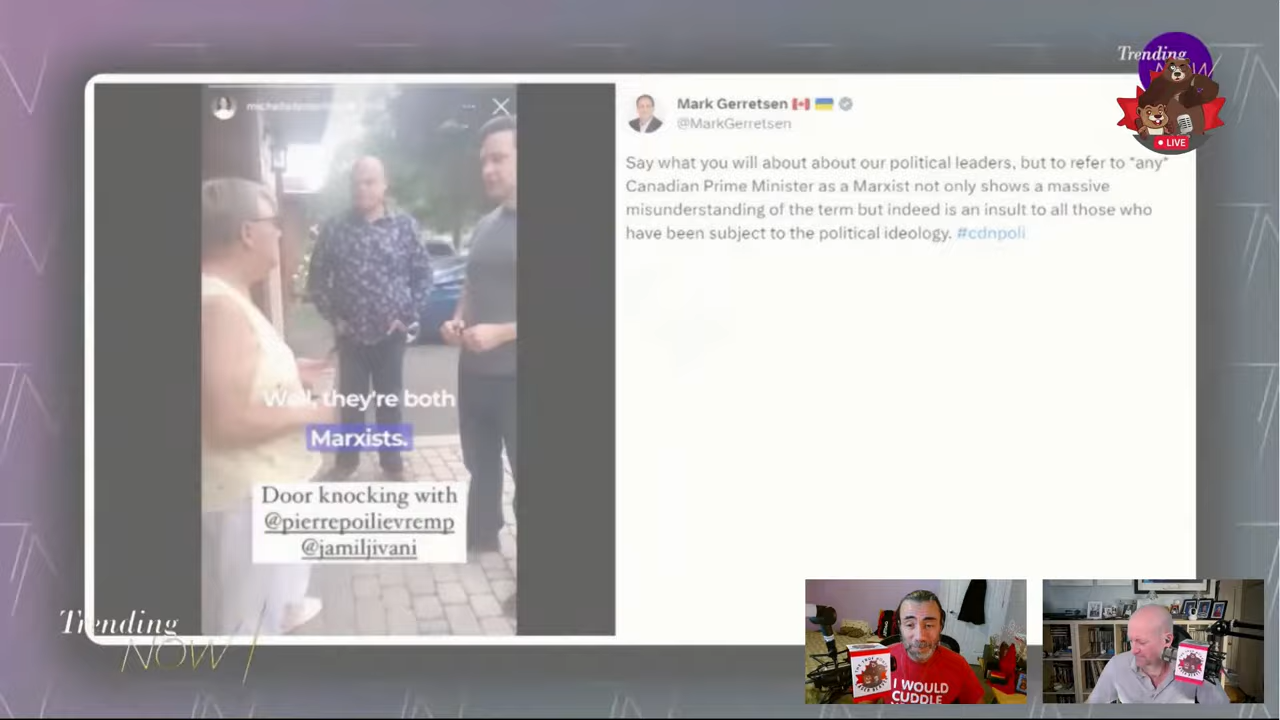 Trending
NOW
LIVE
Mark Gerretsen
@MarkGerretsen
Say what you will about about our political leaders, but to refer to *any*
Canadian Prime Minister as a Marxist not only shows a massive
misunderstanding of the term but indeed is an insult to all those who
have been subject to the political ideology. #cdnpoli
Well, they're both
Marxists.
Door knocking with
@pierrepoilievremp
@jamiljivani
Trending
NOW
I WOULD
CUDDLE